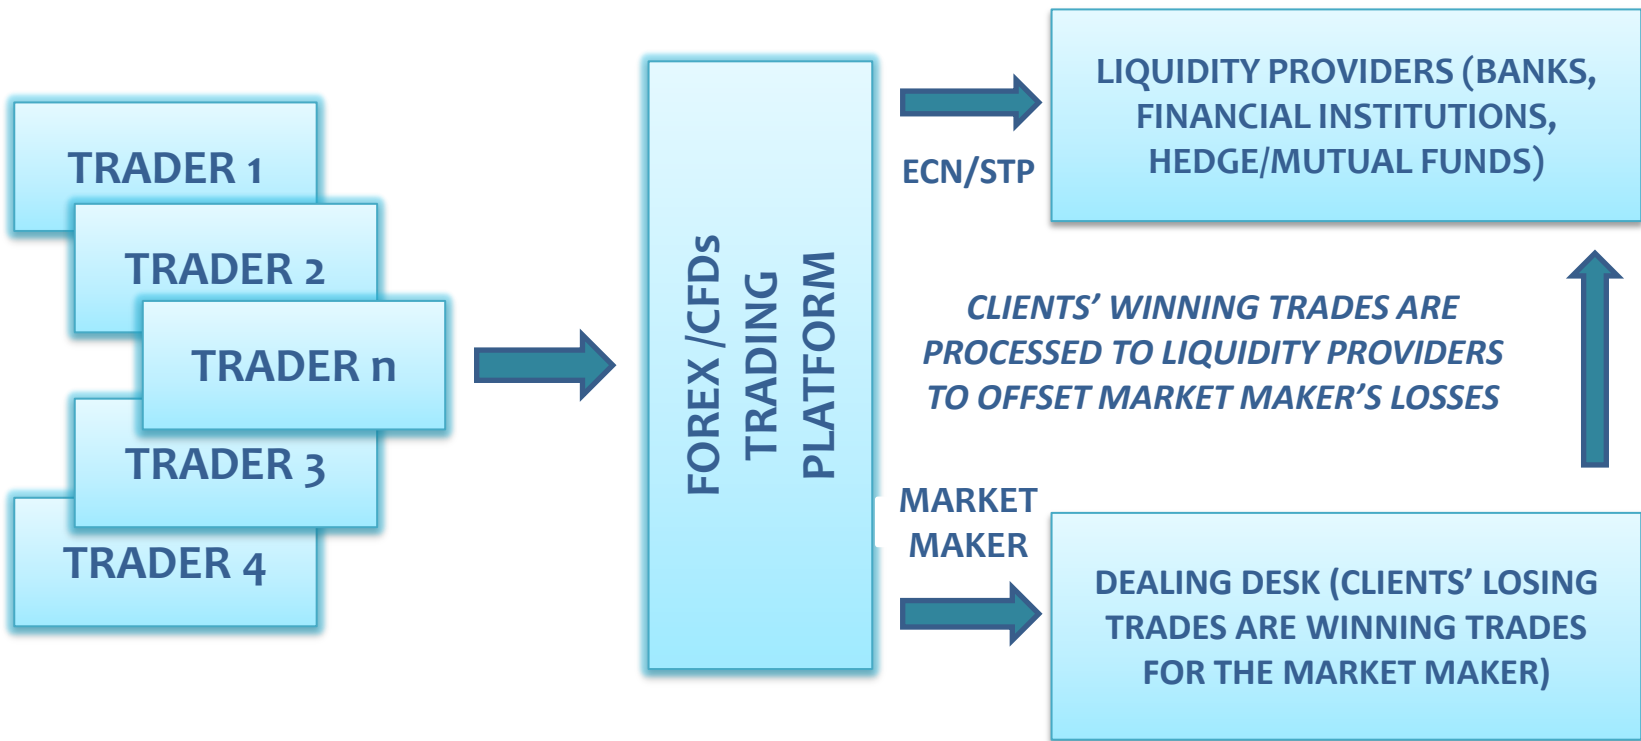 TRADER 1
TRADER 2
TRADER n
TRADER 3
TRADER 4
FOREX /CFDs
TRADING
PLATFORM
ECN/STP
LIQUIDITY PROVIDERS (BANKS,
FINANCIAL INSTITUTIONS,
HEDGE/MUTUAL FUNDS)
CLIENTS’ WINNING TRADES ARE
PROCESSED TO LIQUIDITY PROVIDERS
TO OFFSET MARKET MAKER’S LOSSES
MARKET
MAKER
DEALING DESK (CLIENTS’ LOSING
TRADES ARE WINNING TRADES
FOR THE MARKET MAKER)